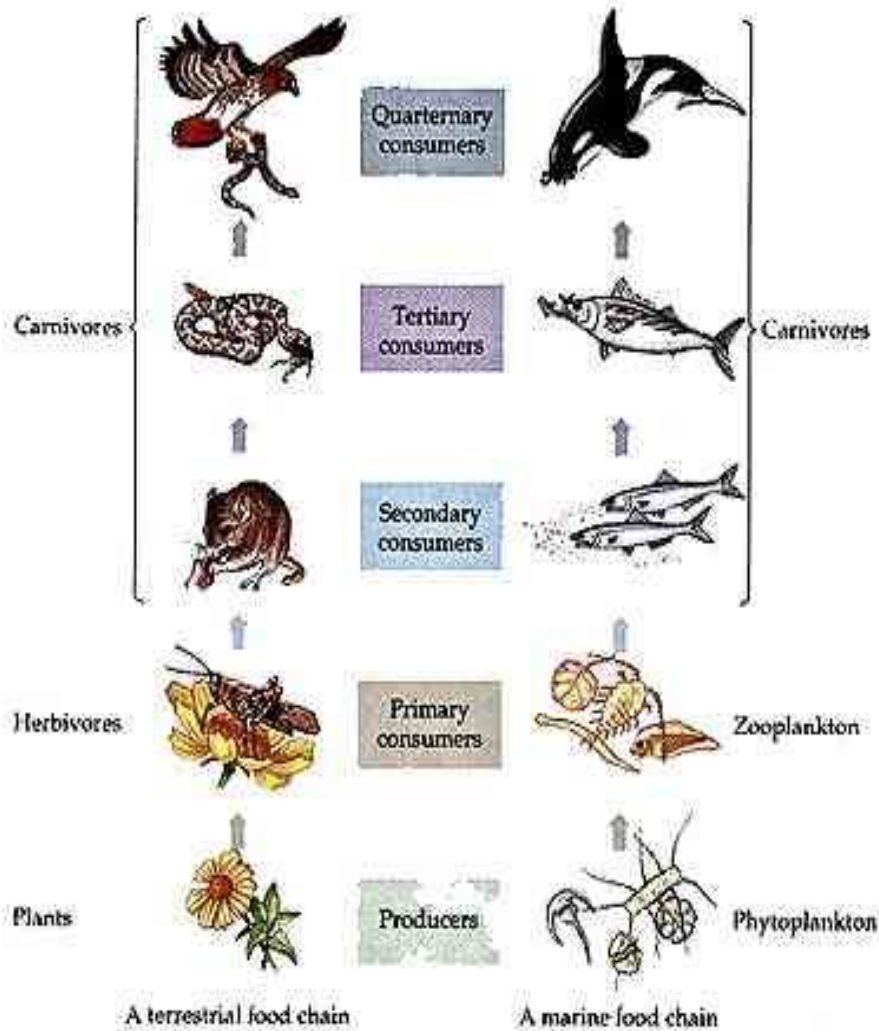 Quarternary
consumers
Carnivores
Tertiary
consumers
Carnivores
Secondary
consumers
Herbivores
Primary
consumers
Zooplankton
Plants
Producers
Phytoplankton
A terrestrial food chain
A marine food chain